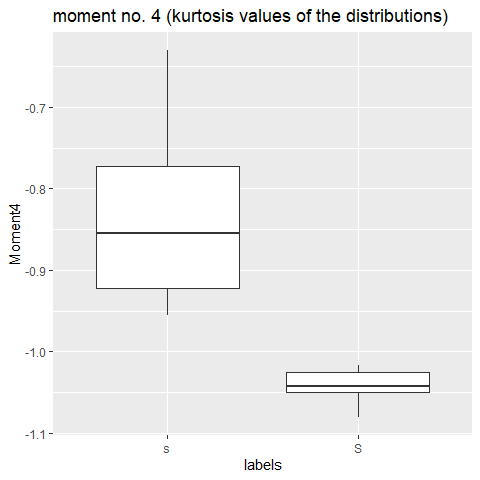 moment no. 4 (kurtosis values of the distributions)
Moment4
-0.7
-0.8
-0.9
-1.0
-1.1
s
S
labels